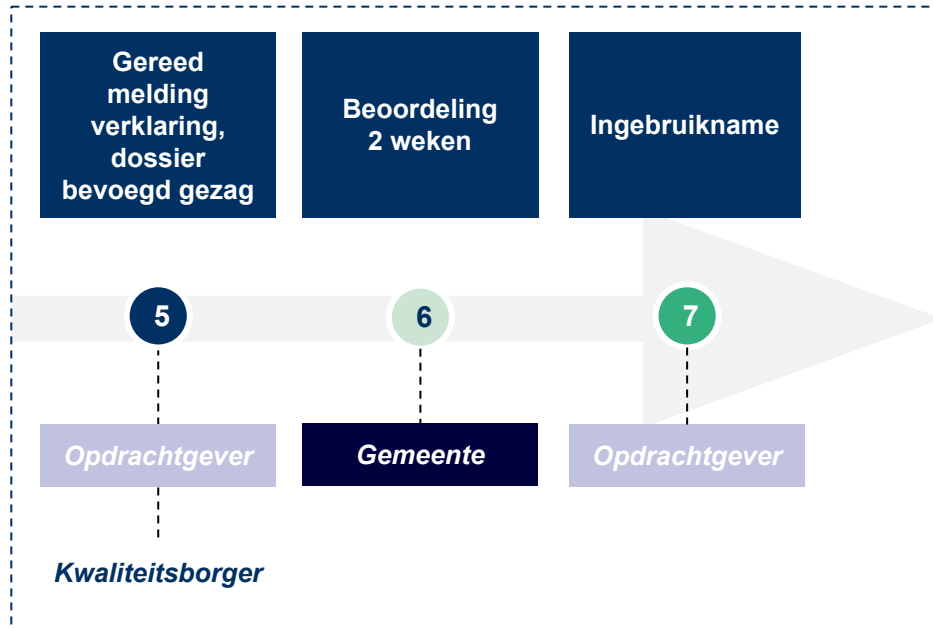 Gereed
melding
verklaring,
dossier
bevoegd gezag
Beoordeling
2 weken
Ingebruikname
5
6
7
Opdrachtgever
Gemeente
Opdrachtgever
Kwaliteitsborger